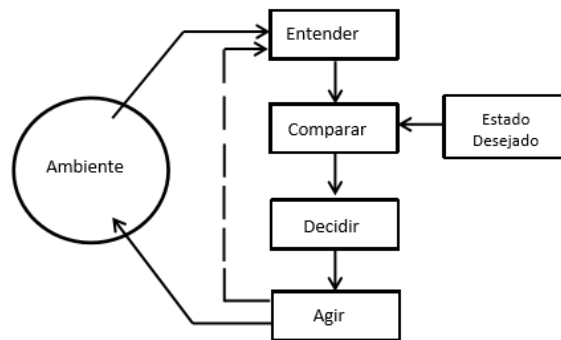 Entender
Comparar
Estado
Desejado
Ambiente
Decidir
Agir